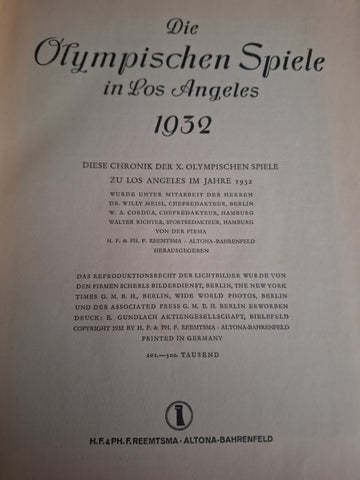 Die
Olympischen Spiele
in Los Angeles
1932
DIESE CHRONIK DER X. OLYMPISCHEN SPIELE
ZU LOS ANGELES IM JAHRE 1932
WURDE UNTER MITARBEIT DER HERREN
DR. WILLY MEISL, CHEFREDAKTEUR, BERLIN
W. A. CORDUA, CHEFREDAKTEUR, HAMBURG
WALTER RICHTER, SPORTREDAKTEUR, HAMBURG
VON DER FIRMA
H. F. & PH. F. REEMTSMA - ALTONA-BAHRENFELD
HERAUSGEGEBEN
DAS REPRODUKTIONSRECHT DER LICHTBILDER WURDE VON
DEN FIRMEN SCHERLS BILDERDIENST, BERLIN, THE NEW YORK
TIMES G. M. B. H., BERLIN, WIDE WORLD PHOTOS, BERLIN
UND DER ASSOCIATED PRESS G. M. B. H. BERLIN ERWORBEN
DRUCK: E. GUNDLACH AKTIENGESELLSCHAFT, BIELEFELD
COPYRIGHT 1932 BY H. F. & PH. F. REEMTSMA - ALTONA-BAHRENFELD
PRINTED IN GERMANY
201.—300. TAUSEND
H. F. & PH. F. REEMTSMA - ALTONA-BAHRENFELD